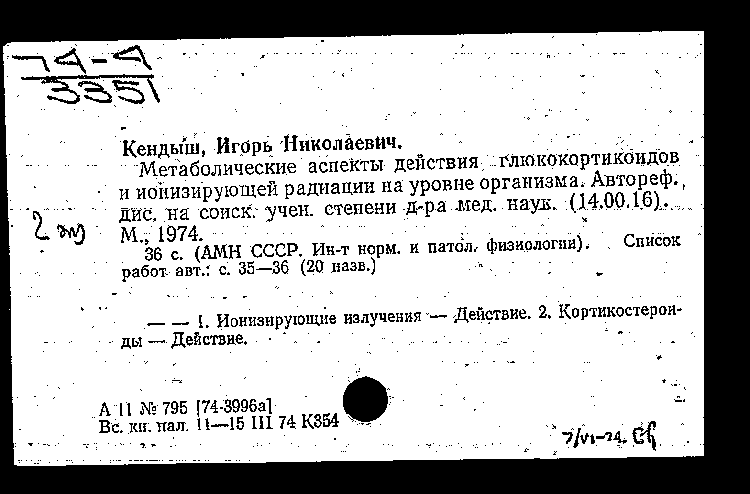 74-4
3351
Кендыш, Игорь Николаевич.
Метаболические аспекты действия глюкокортикоидов
и ионизирующей радиации на уровне организма. Автореф.
дис. на соиск. учен. степени д-ра мед. наук. (14.00.16).
М., 1974.
36 с. (АМН СССР. Ин-т норм. и патол. физиологии). Список
работ авт.: с. 35—36 (20 назв.)
— — 1. Ионизирующие излучения — Действие. 2. Кортикостерои-
ды — Действие.
А 11 № 795 [74-3996а]
Вс. кн. пал. 11—15 III 74 К354
7/VI-74.